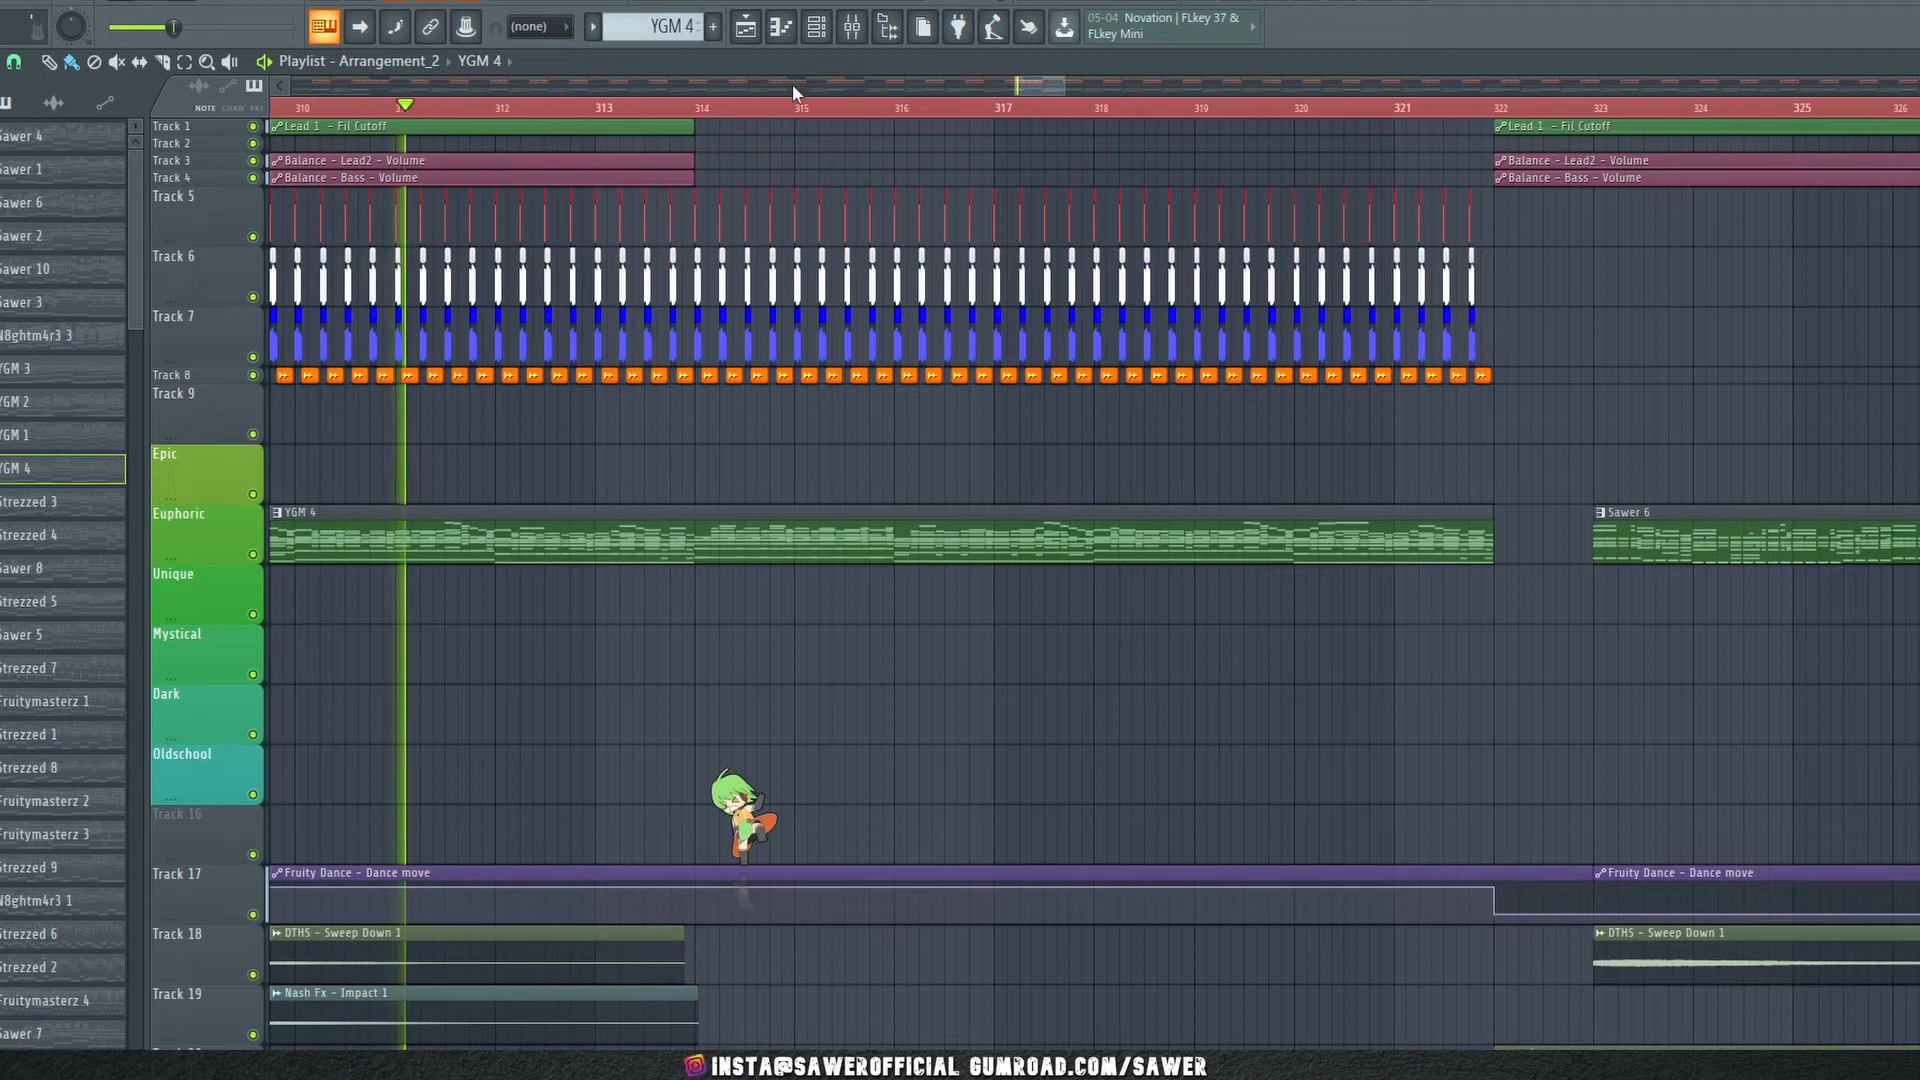 (none)
YGM 4
05-04 Novation | FLkey 37 &
FLkey Mini
Playlist - Arrangement_2 › YGM 4 ›
NOTE CHAN PAT
310 312 313 314 315 316 317 318 319 320 321 322 323 324 325 326
Track 1
Lead 1 - Fil Cutoff
Lead 1 - Fil Cutoff
Track 2
Track 3
Balance - Lead2 - Volume
Balance - Lead2 - Volume
Track 4
Balance - Bass - Volume
Balance - Bass - Volume
Track 5
Track 6
Track 7
Track 8
Track 9
Epic
Euphoric
YGM 4
Sawer 6
Unique
Mystical
Dark
Oldschool
Track 16
Track 17
Fruity Dance - Dance move
Fruity Dance - Dance move
Track 18
DTHS - Sweep Down 1
DTHS - Sweep Down 1
Track 19
Nash Fx - Impact 1
Sawer 4
Sawer 1
Sawer 6
Sawer 2
Sawer 10
Sawer 3
N8ghtm4r3 3
YGM 3
YGM 2
YGM 1
YGM 4
Strezzed 3
Strezzed 4
Sawer 8
Strezzed 5
Sawer 5
Strezzed 7
Fruitymasterz 1
Strezzed 1
Strezzed 8
Fruitymasterz 2
Fruitymasterz 3
Strezzed 9
N8ghtm4r3 1
Strezzed 6
Strezzed 2
Fruitymasterz 4
Sawer 7
INSTA@SAWEROFFICIAL GUMROAD.COM/SAWER